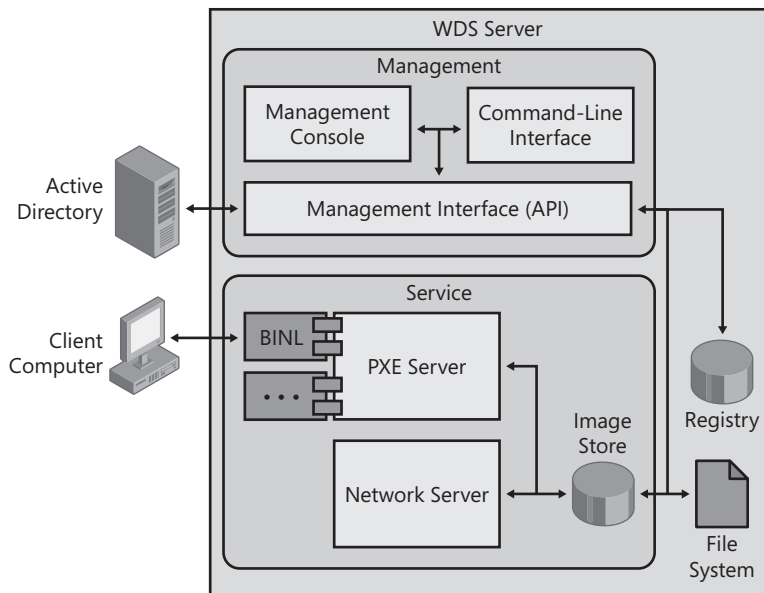 WDS Server
Management
Management
Console
Command-Line
Interface
Active
Directory
Management Interface (API)
Service
Client
Computer
BINL
PXE Server
• • •
Image
Store
Registry
Network Server
File
System